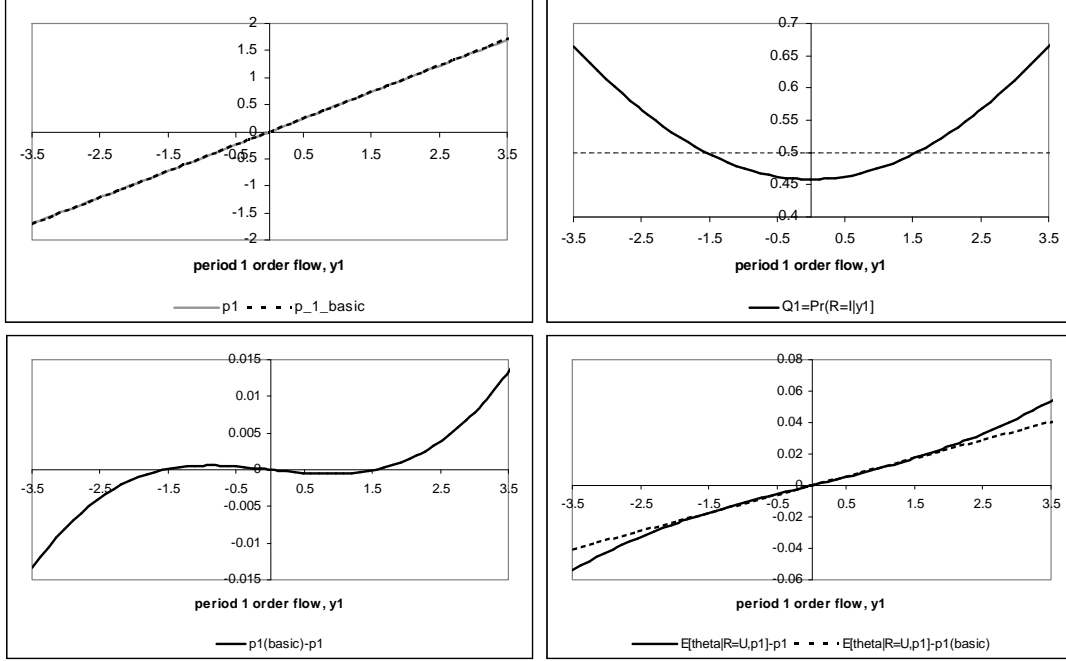 2
1.5
1
0.5
0
-3.5 -2.5 -1.5 -0.5 0.5 1.5 2.5 3.5
-0.5
-1
-1.5
-2
period 1 order flow, y1
p1 p_1_basic
0.7
0.65
0.6
0.55
0.5
0.45
0.4
-3.5 -2.5 -1.5 -0.5 0.5 1.5 2.5 3.5
period 1 order flow, y1
Q1=Pr(R=I|y1]
0.015
0.01
0.005
0
-3.5 -2.5 -1.5 -0.5 0.5 1.5 2.5 3.5
-0.005
-0.01
-0.015
period 1 order flow, y1
p1(basic)-p1
0.08
0.06
0.04
0.02
0
-3.5 -2.5 -1.5 -0.5 0.5 1.5 2.5 3.5
-0.02
-0.04
-0.06
period 1 order flow, y1
E[theta|R=U,p1]-p1 E[theta|R=U,p1]-p1(basic)